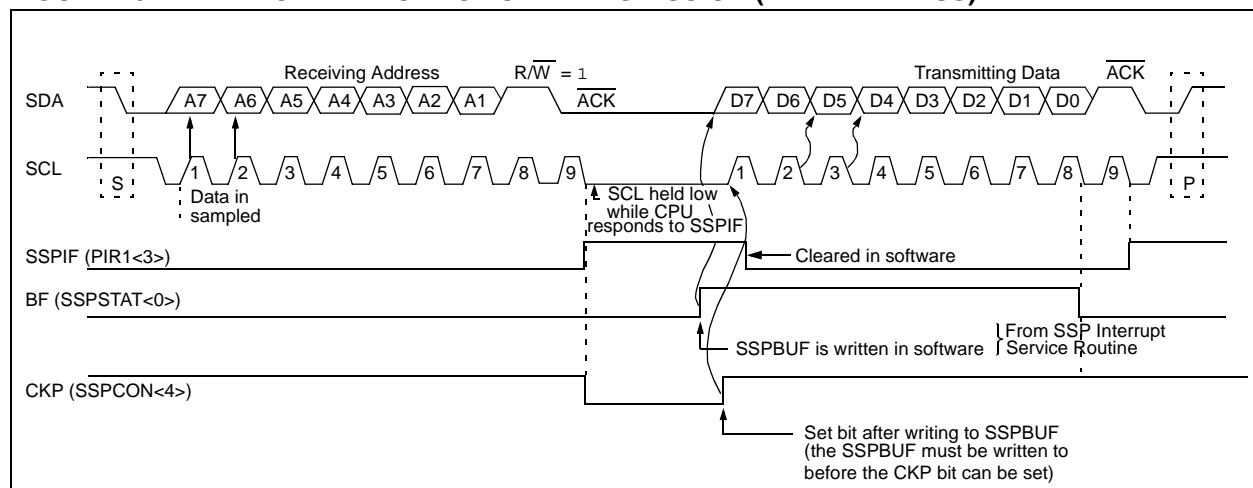 Receiving Address R/W = 1 Transmitting Data ACK
SDA A7 A6 A5 A4 A3 A2 A1 ACK D7 D6 D5 D4 D3 D2 D1 D0
SCL 1 2 3 4 5 6 7 8 9 1 2 3 4 5 6 7 8 9
S P
Data in
sampled
SCL held low
while CPU
responds to SSPIF
SSPIF (PIR1<3>)
Cleared in software
BF (SSPSTAT<0>)
SSPBUF is written in software
From SSP Interrupt
Service Routine
CKP (SSPCON<4>)
Set bit after writing to SSPBUF
(the SSPBUF must be written to
before the CKP bit can be set)